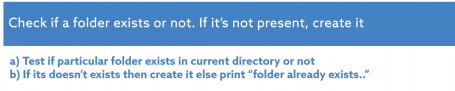 Check if a folder exists or not. If it's not present, create it
a) Test if particular folder exists in current directory or not
b) If its doesn't exists then create it else print "folder already exists.."